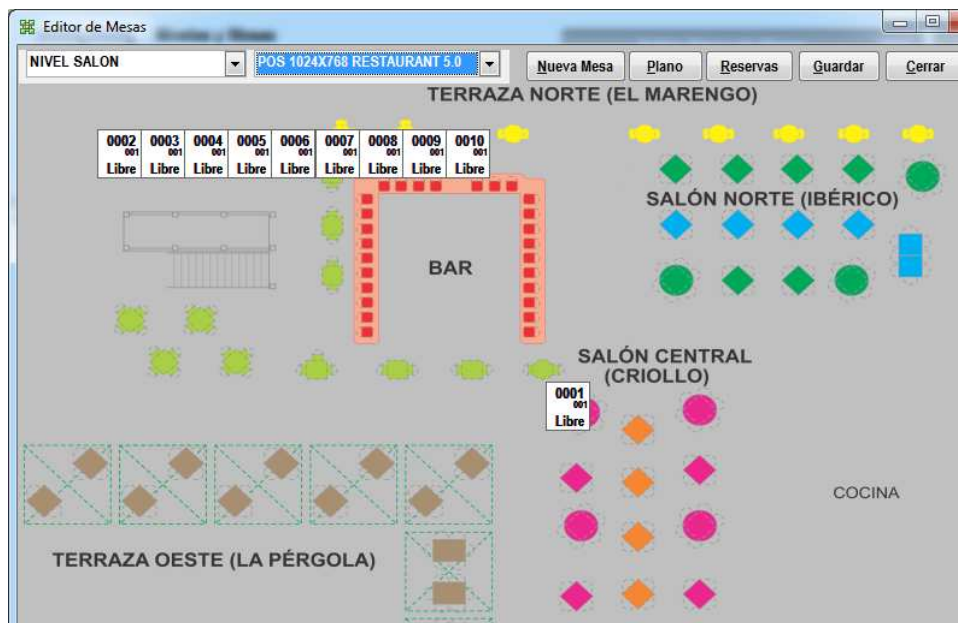 Editor de Mesas
NIVEL SALON
POS 1024X768 RESTAURANT 5.0
Nueva Mesa
Plano
Reservas
Guardar
Cerrar
TERRAZA NORTE (EL MARENGO)
0002 0003 0004 0005 0006 0007 0008 0009 0010
001 001 001 001 001 001 001 001 001
Libre Libre Libre Libre Libre Libre Libre Libre Libre
SALÓN NORTE (IBÉRICO)
BAR
SALÓN CENTRAL
(CRIOLLO)
0001
001
Libre
COCINA
TERRAZA OESTE (LA PÉRGOLA)